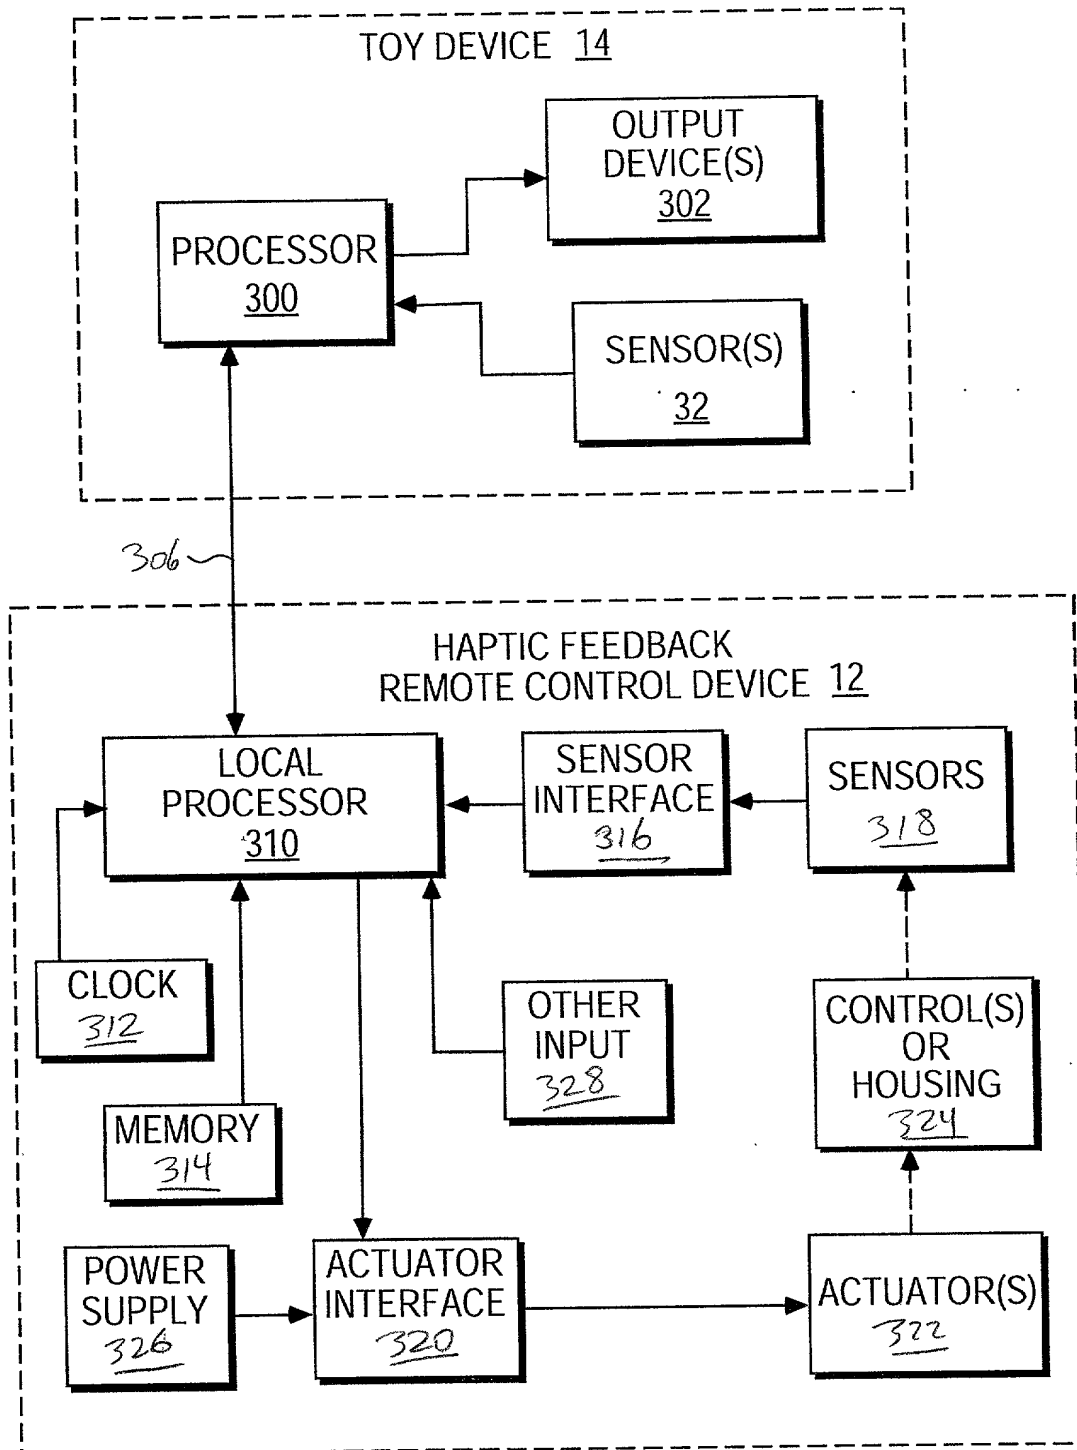 TOY DEVICE 14
OUTPUT
DEVICE(S)
302
PROCESSOR
300
SENSOR(S)
32
306
HAPTIC FEEDBACK
REMOTE CONTROL DEVICE 12
LOCAL
PROCESSOR
310
SENSOR
INTERFACE
316
SENSORS
318
CLOCK
312
OTHER
INPUT
328
CONTROL(S)
OR
HOUSING
324
MEMORY
314
POWER
SUPPLY
326
ACTUATOR
INTERFACE
320
ACTUATOR(S)
322